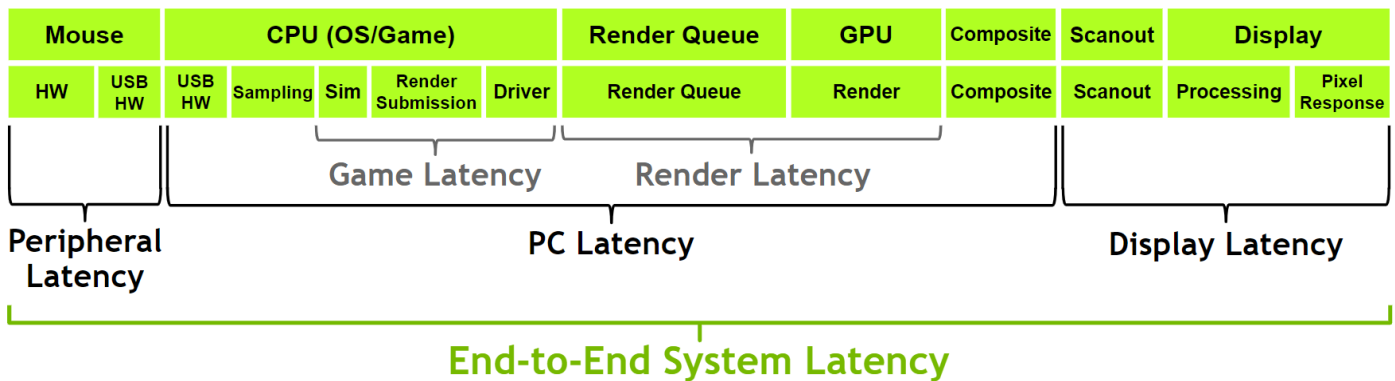 Mouse CPU (OS/Game) Render Queue GPU Composite Scanout Display
HW USB HW USB HW Sampling Sim Render Submission Driver Render Queue Render Composite Scanout Processing Pixel Response
Game Latency Render Latency
Peripheral Latency PC Latency Display Latency
End-to-End System Latency